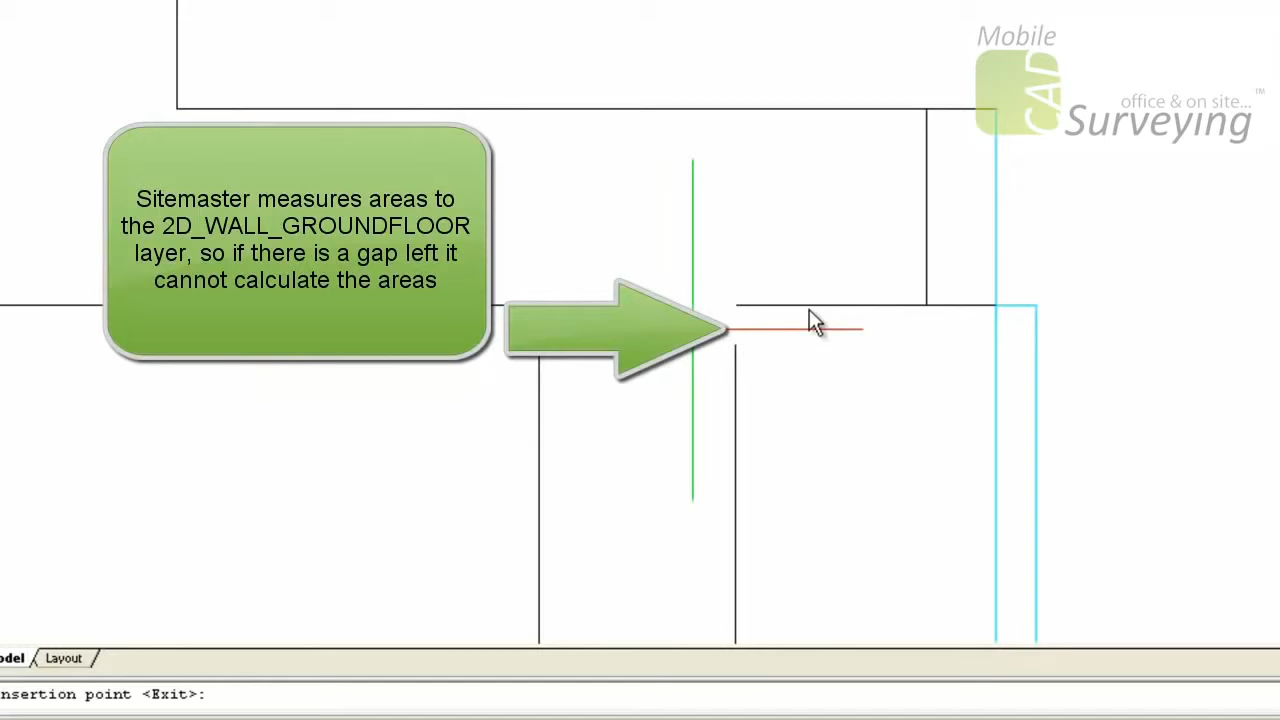 Mobile
CAD
office & on site...™
Surveying
Sitemaster measures areas to
the 2D_WALL_GROUNDFLOOR
layer, so if there is a gap left it
cannot calculate the areas
odel
Layout
nsertion point <Exit>: